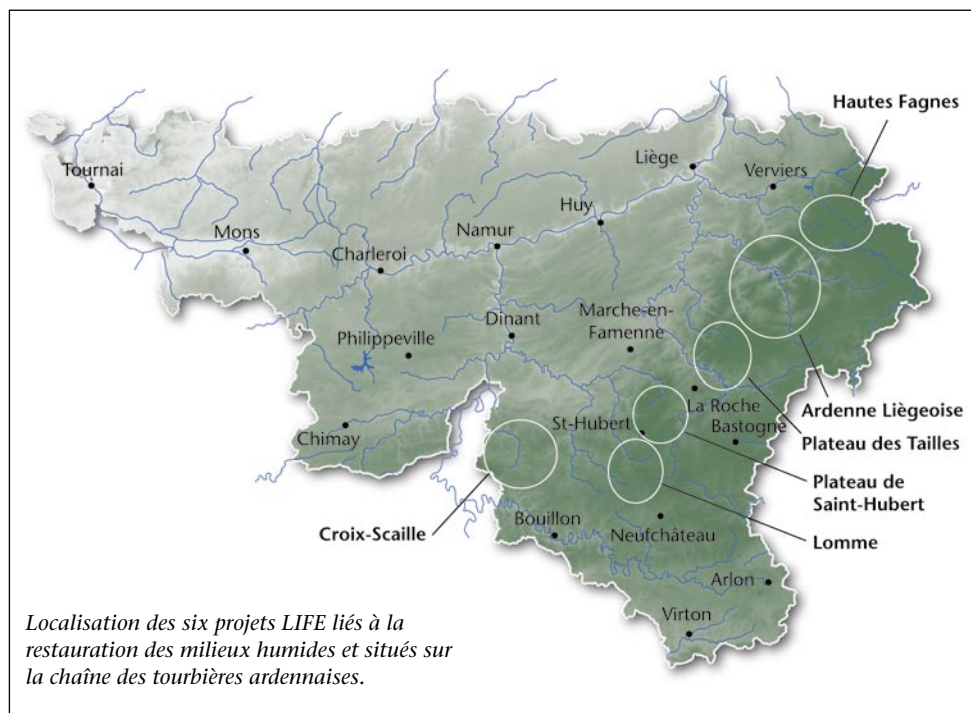 Hautes Fagnes
Liège
Verviers
Tournai
Huy
Namur
Mons
Charleroi
Dinant
Marche-en-
Famenne
Philippeville
La Roche
Ardenne Liègeoise
St-Hubert
Bastogne
Chimay
Plateau des Tailles
Plateau de
Saint-Hubert
Croix-Scaille
Bouillon
Neufchâteau
Lomme
Arlon
Virton
Localisation des six projets LIFE liés à la
restauration des milieux humides et situés sur
la chaîne des tourbières ardennaises.